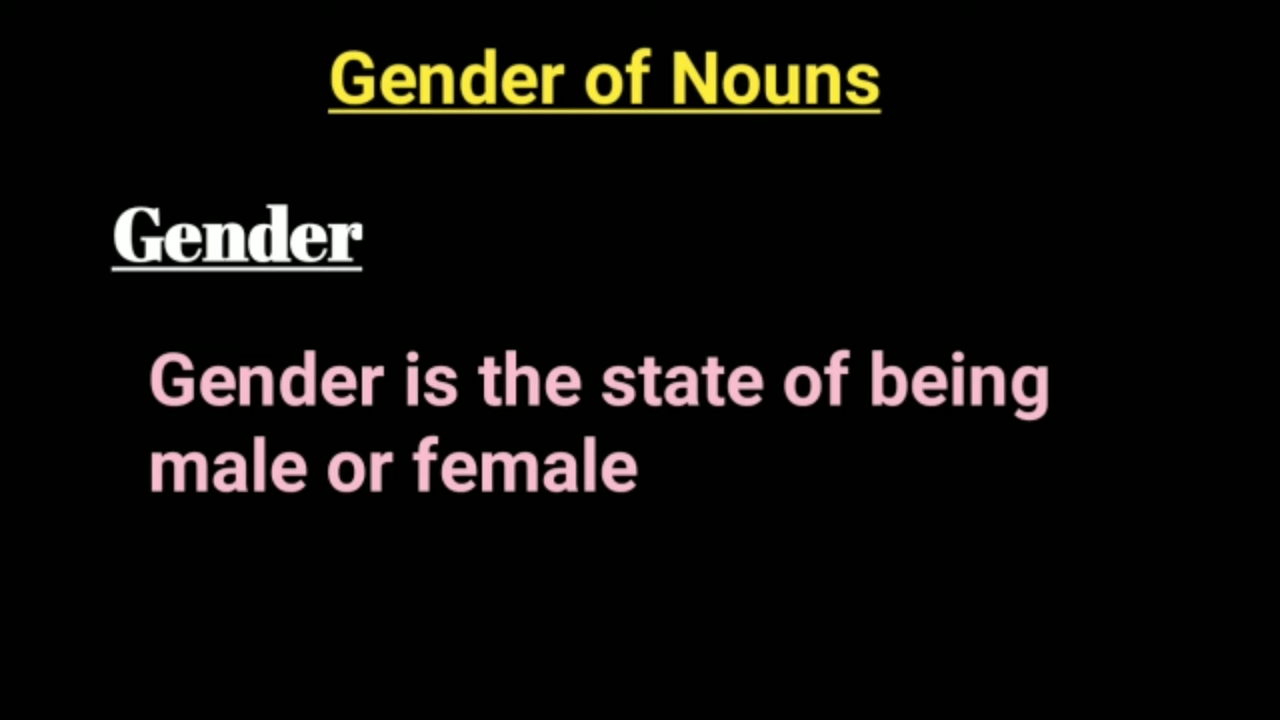 Gender of Nouns
Gender
Gender is the state of being
male or female